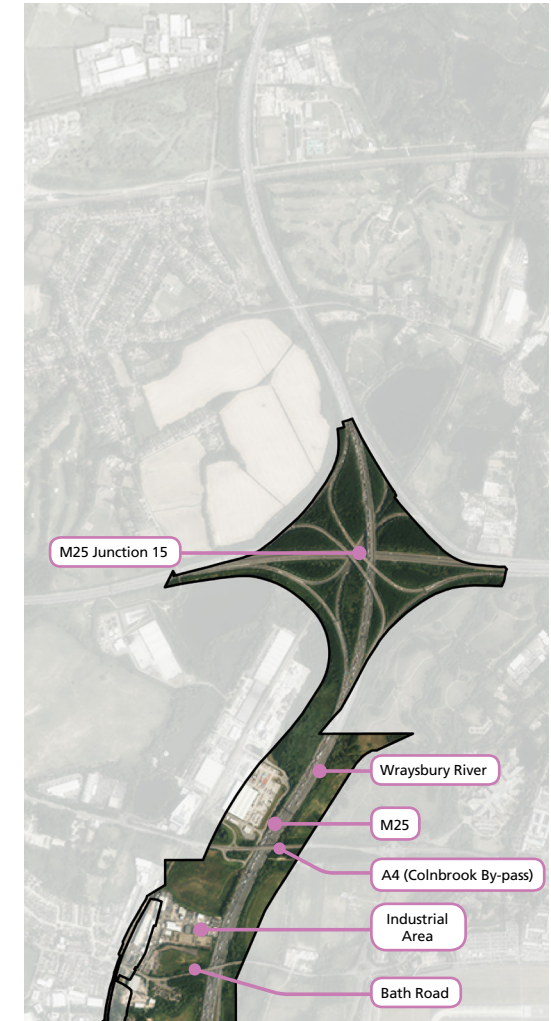 M25 Junction 15
Wraysbury River
M25
A4 (Colnbrook By-pass)
Industrial
Area
Bath Road